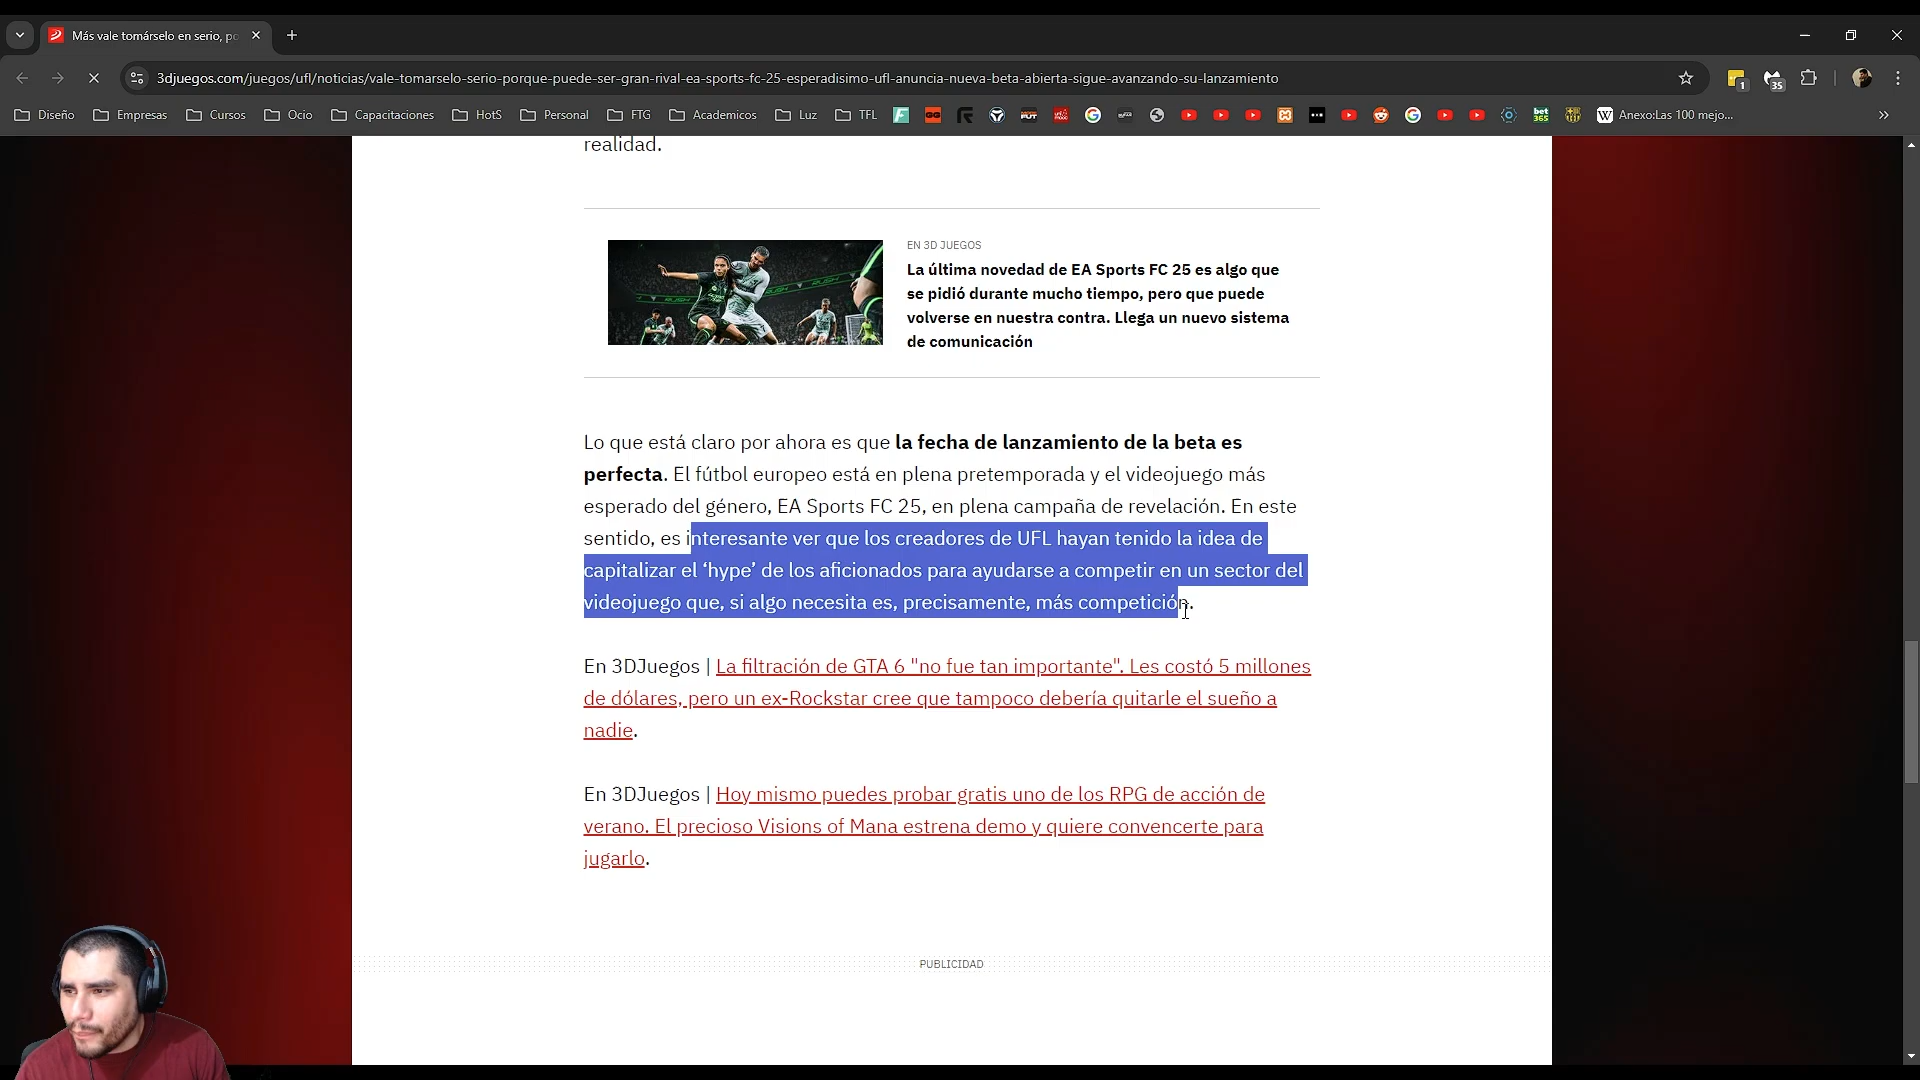 Más vale tomárselo en serio, po
3djuegos.com/juegos/ufl/noticias/vale-tomarselo-serio-porque-puede-ser-gran-rival-ea-sports-fc-25-esperadisimo-ufl-anuncia-nueva-beta-abierta-sigue-avanzando-su-lanzamiento
1
35
Diseño
Empresas
Cursos
Ocio
Capacitaciones
HotS
Personal
FTG
Academicos
Luz
TFL
bet365
W
Anexo:Las 100 mejo...
realidad.
EN 3D JUEGOS
La última novedad de EA Sports FC 25 es algo que
se pidió durante mucho tiempo, pero que puede
volverse en nuestra contra. Llega un nuevo sistema
de comunicación
Lo que está claro por ahora es que la fecha de lanzamiento de la beta es
perfecta. El fútbol europeo está en plena pretemporada y el videojuego más
esperado del género, EA Sports FC 25, en plena campaña de revelación. En este
sentido, es interesante ver que los creadores de UFL hayan tenido la idea de
capitalizar el ‘hype’ de los aficionados para ayudarse a competir en un sector del
videojuego que, si algo necesita es, precisamente, más competición.
En 3DJuegos | La filtración de GTA 6 "no fue tan importante". Les costó 5 millones
de dólares, pero un ex-Rockstar cree que tampoco debería quitarle el sueño a
nadie.
En 3DJuegos | Hoy mismo puedes probar gratis uno de los RPG de acción de
verano. El precioso Visions of Mana estrena demo y quiere convencerte para
jugarlo.
PUBLICIDAD